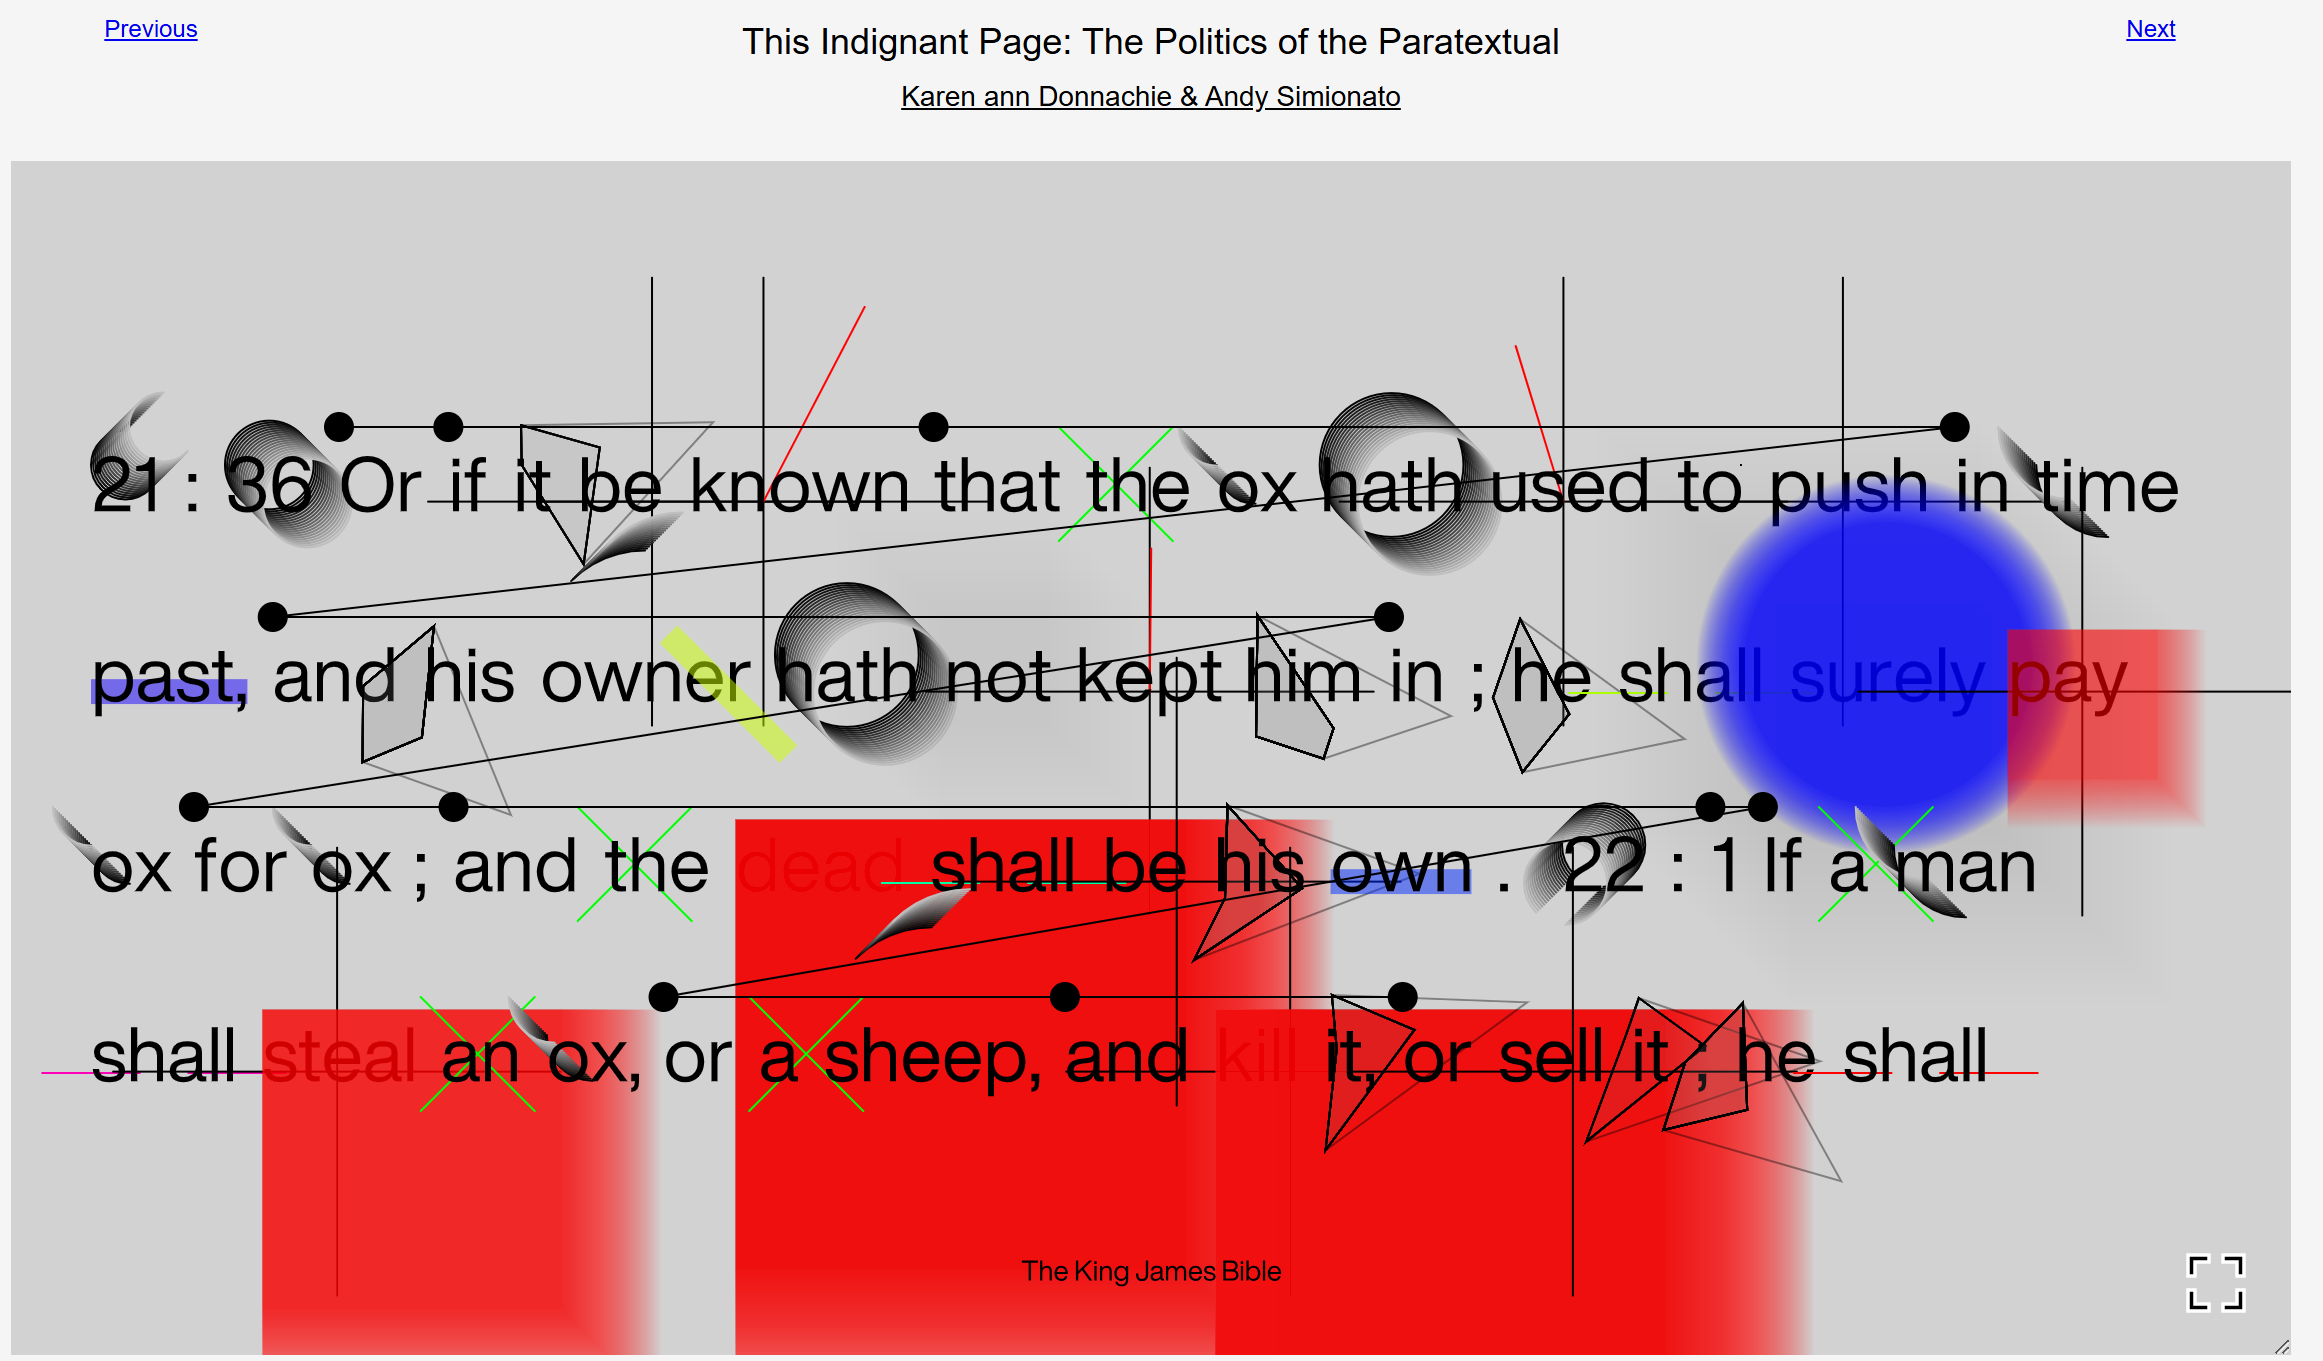 Previous
This Indignant Page: The Politics of the Paratextual
Next
Karen ann Donnachie & Andy Simionato
21 : 36 Or if it be known that the ox hath used to push in time
past, and his owner hath not kept him in ; he shall surely pay
ox for ox ; and the dead shall be his own . 22 : 1 If a man
shall steal an ox, or a sheep, and kill it, or sell it ; he shall
The King James Bible